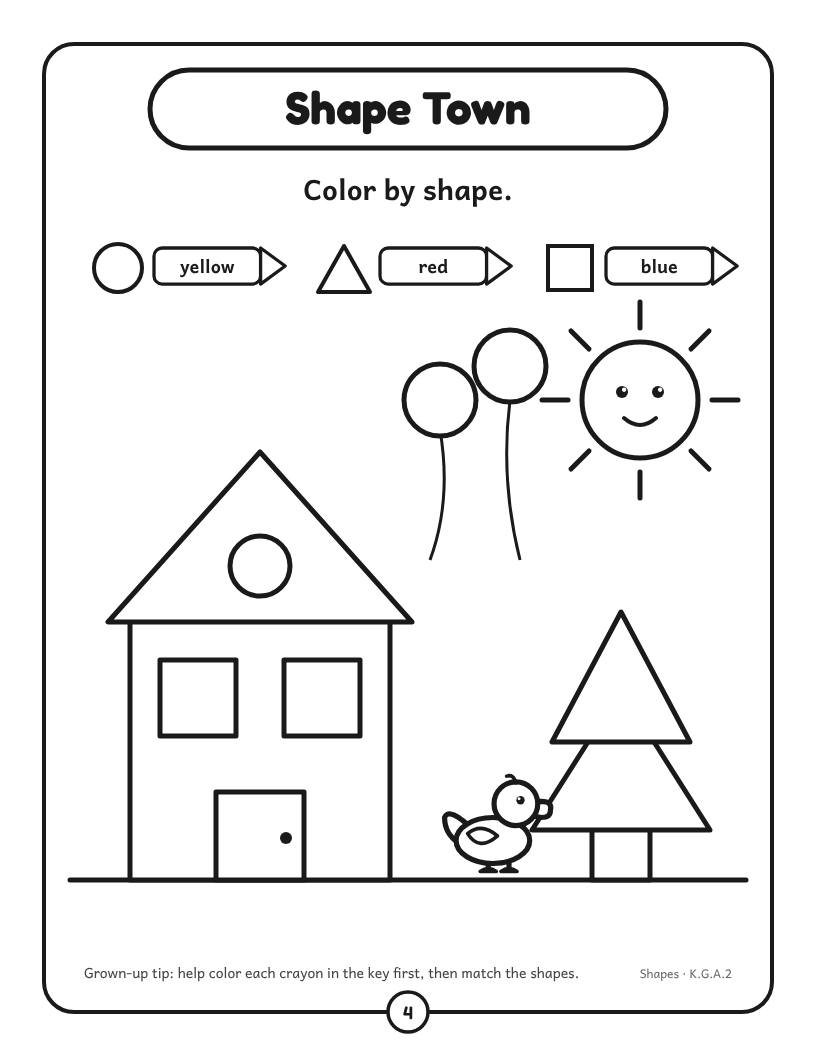 Shape Town
Color by shape.
yellow red blue
Grown-up tip: help color each crayon in the key first, then match the shapes.
Shapes · K.G.A.2
4